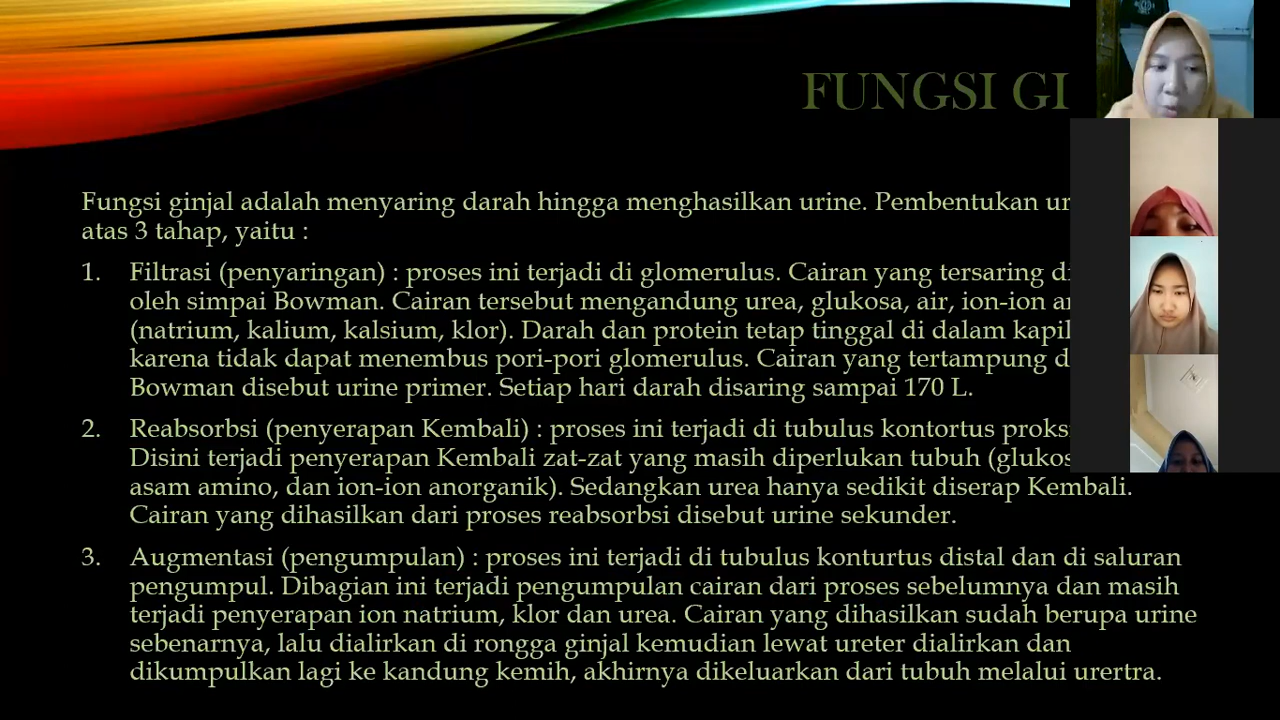 FUNGSI GI
Fungsi ginjal adalah menyaring darah hingga menghasilkan urine. Pembentukan ur
atas 3 tahap, yaitu :
1. Filtrasi (penyaringan) : proses ini terjadi di glomerulus. Cairan yang tersaring di
oleh simpai Bowman. Cairan tersebut mengandung urea, glukosa, air, ion-ion an
(natrium, kalium, kalsium, klor). Darah dan protein tetap tinggal di dalam kapil
karena tidak dapat menembus pori-pori glomerulus. Cairan yang tertampung d
Bowman disebut urine primer. Setiap hari darah disaring sampai 170 L.
2. Reabsorbsi (penyerapan Kembali) : proses ini terjadi di tubulus kontortus proks
Disini terjadi penyerapan Kembali zat-zat yang masih diperlukan tubuh (glukos
asam amino, dan ion-ion anorganik). Sedangkan urea hanya sedikit diserap Kembali.
Cairan yang dihasilkan dari proses reabsorbsi disebut urine sekunder.
3. Augmentasi (pengumpulan) : proses ini terjadi di tubulus konturtus distal dan di saluran
pengumpul. Dibagian ini terjadi pengumpulan cairan dari proses sebelumnya dan masih
terjadi penyerapan ion natrium, klor dan urea. Cairan yang dihasilkan sudah berupa urine
sebenarnya, lalu dialirkan di rongga ginjal kemudian lewat ureter dialirkan dan
dikumpulkan lagi ke kandung kemih, akhirnya dikeluarkan dari tubuh melalui urertra.